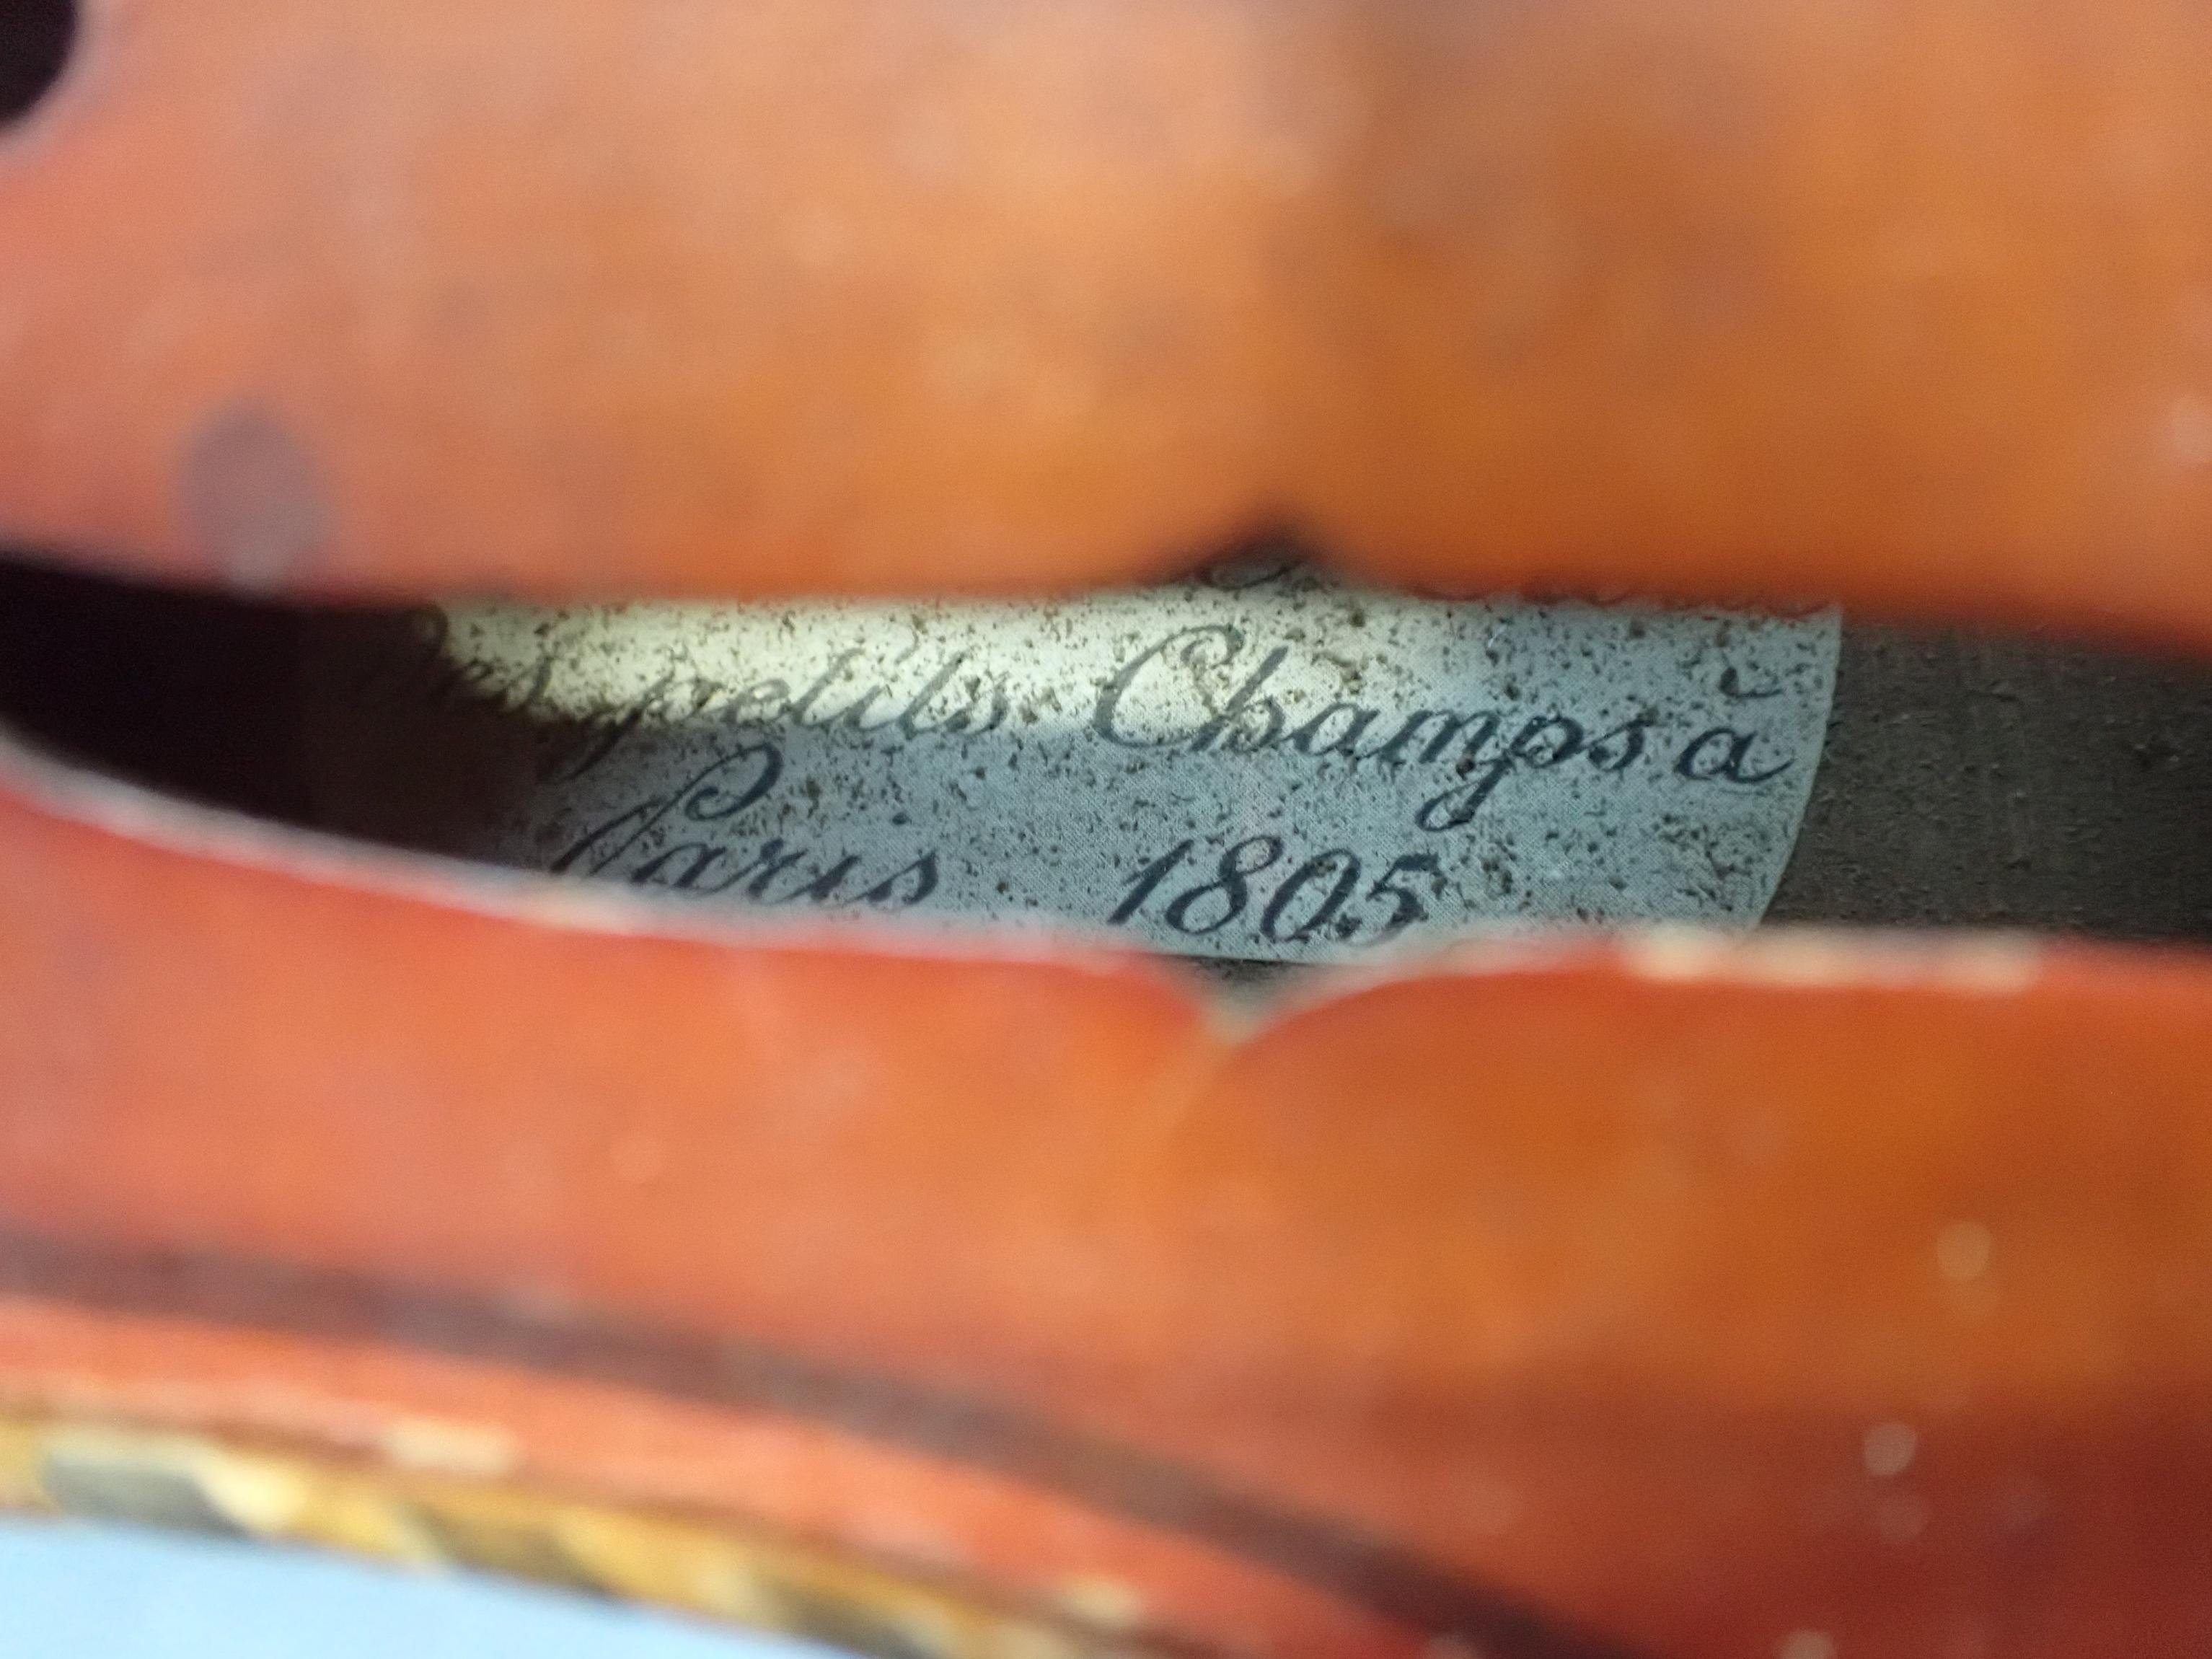 petits Champs à
Paris 1805